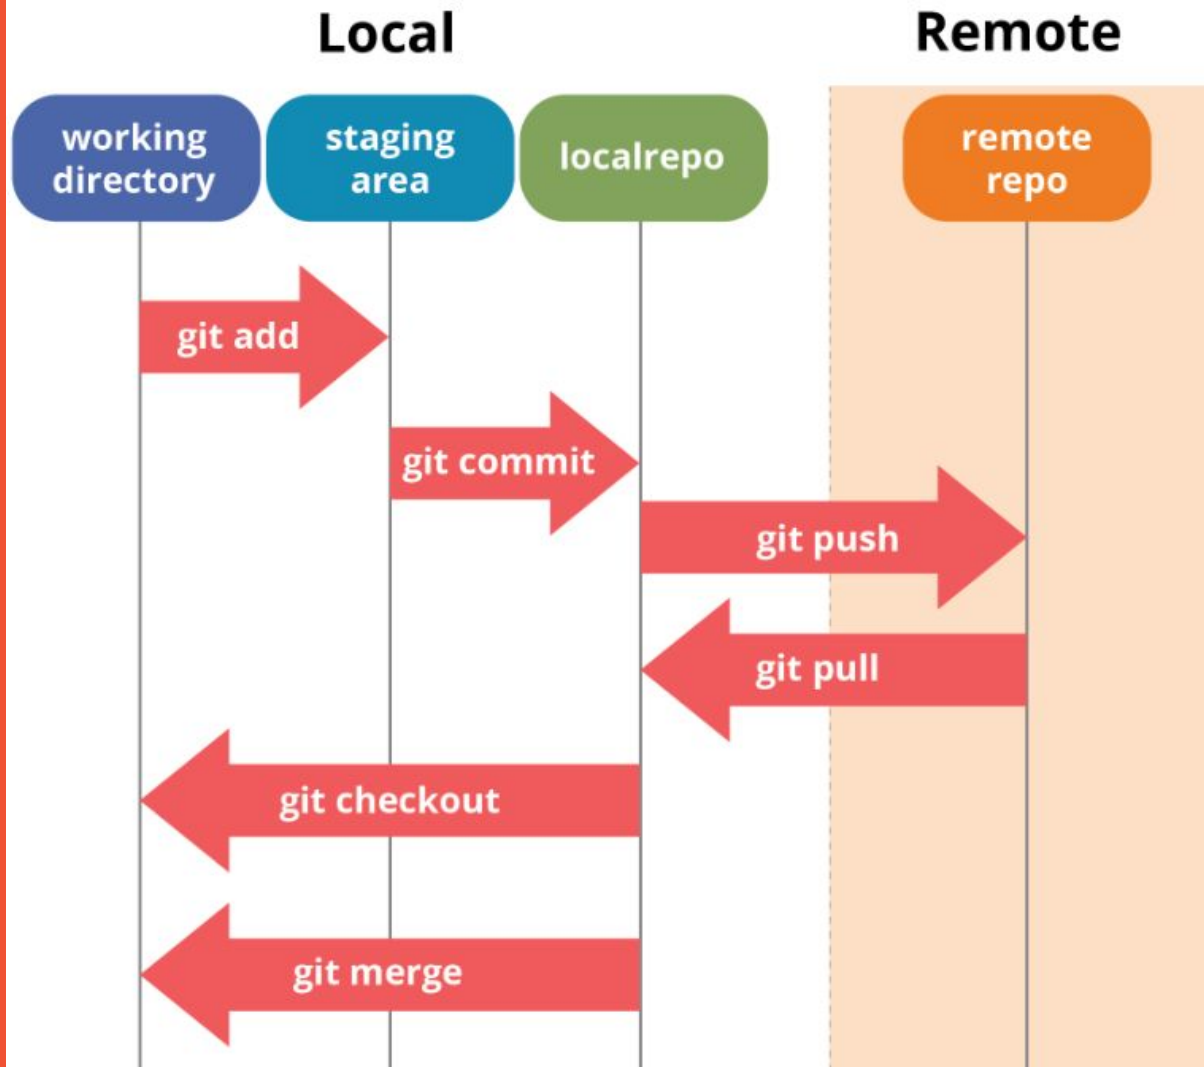 Local
Remote
working
directory
staging
area
localrepo
remote
repo
git add
git commit
git push
git pull
git checkout
git merge